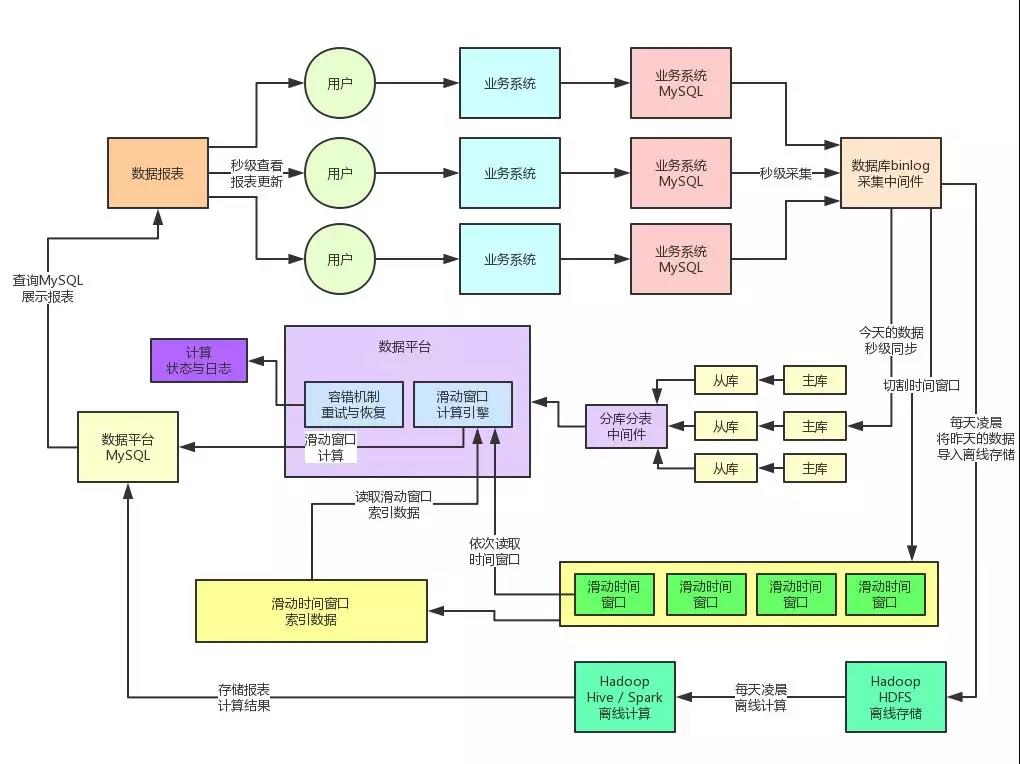 用户
业务系统
业务系统
MySQL
数据报表
秒级查看
报表更新
用户
业务系统
业务系统
MySQL
秒级采集
数据库binlog
采集中间件
用户
业务系统
业务系统
MySQL
查询MySQL
展示报表
计算
状态与日志
数据平台
容错机制
重试与恢复
滑动窗口
计算引擎
滑动窗口
计算
数据平台
MySQL
分库分表
中间件
从库
主库
从库
主库
从库
主库
今天的数据
秒级同步
切割时间窗口
每天凌晨
将昨天的数据
导入离线存储
读取滑动窗口
索引数据
依次读取
时间窗口
滑动时间窗口
索引数据
滑动时间
窗口
滑动时间
窗口
滑动时间
窗口
滑动时间
窗口
存储报表
计算结果
Hadoop
Hive / Spark
离线计算
每天凌晨
离线计算
Hadoop
HDFS
离线存储